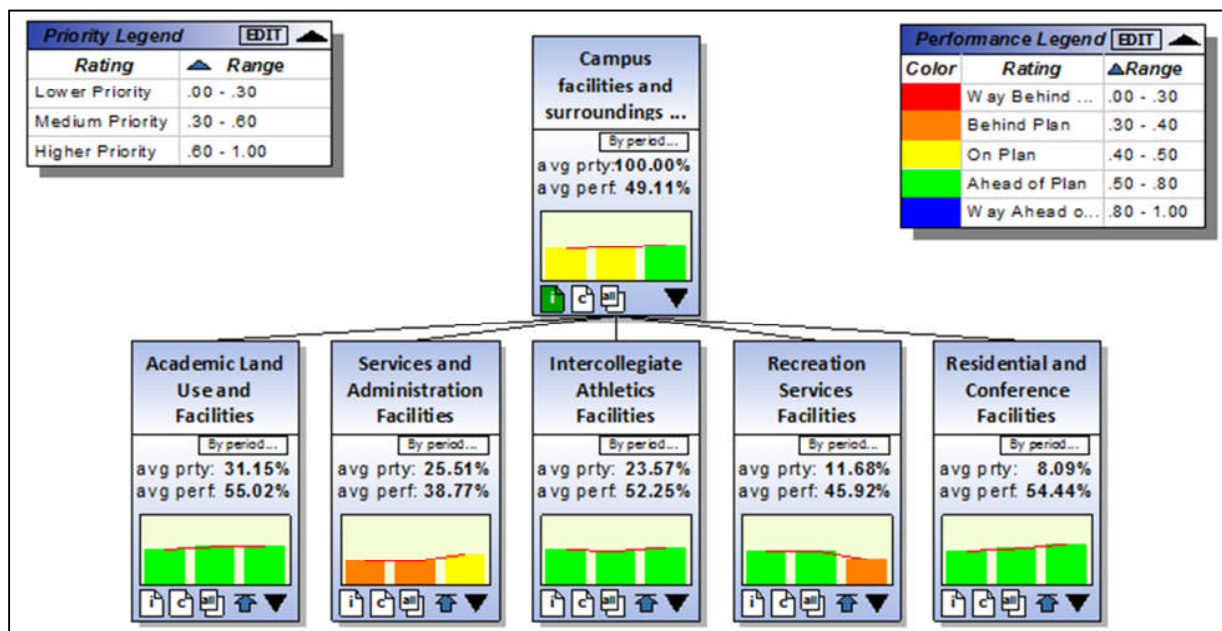 Priority Legend EDIT
Rating Range
Lower Priority .00 - .30
Medium Priority .30 - .60
Higher Priority .60 - 1.00
Campus
facilities and
surroundings ...
By period...
avg prty: 100.00%
avg perf: 49.11%
i c all
Performance Legend EDIT
Color Rating Range
Way Behind ... .00 - .30
Behind Plan .30 - .40
On Plan .40 - .50
Ahead of Plan .50 - .80
Way Ahead o... .80 - 1.00
Academic Land
Use and
Facilities
By period...
avg prty: 31.15%
avg perf: 55.02%
i c all
Services and
Administration
Facilities
By period...
avg prty: 25.51%
avg perf: 38.77%
i c all
Intercollegiate
Athletics
Facilities
By period...
avg prty: 23.57%
avg perf: 52.25%
i c all
Recreation
Services
Facilities
By period...
avg prty: 11.68%
avg perf: 45.92%
i c all
Residential and
Conference
Facilities
By period...
avg prty: 8.09%
avg perf: 54.44%
i c all